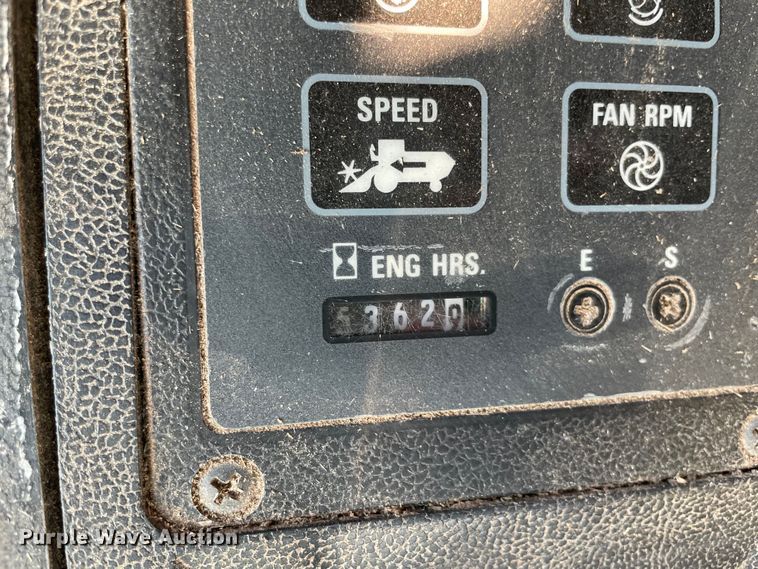 SPEED
FAN RPM
ENG HRS.
E S
53620
Purple Wave Auction